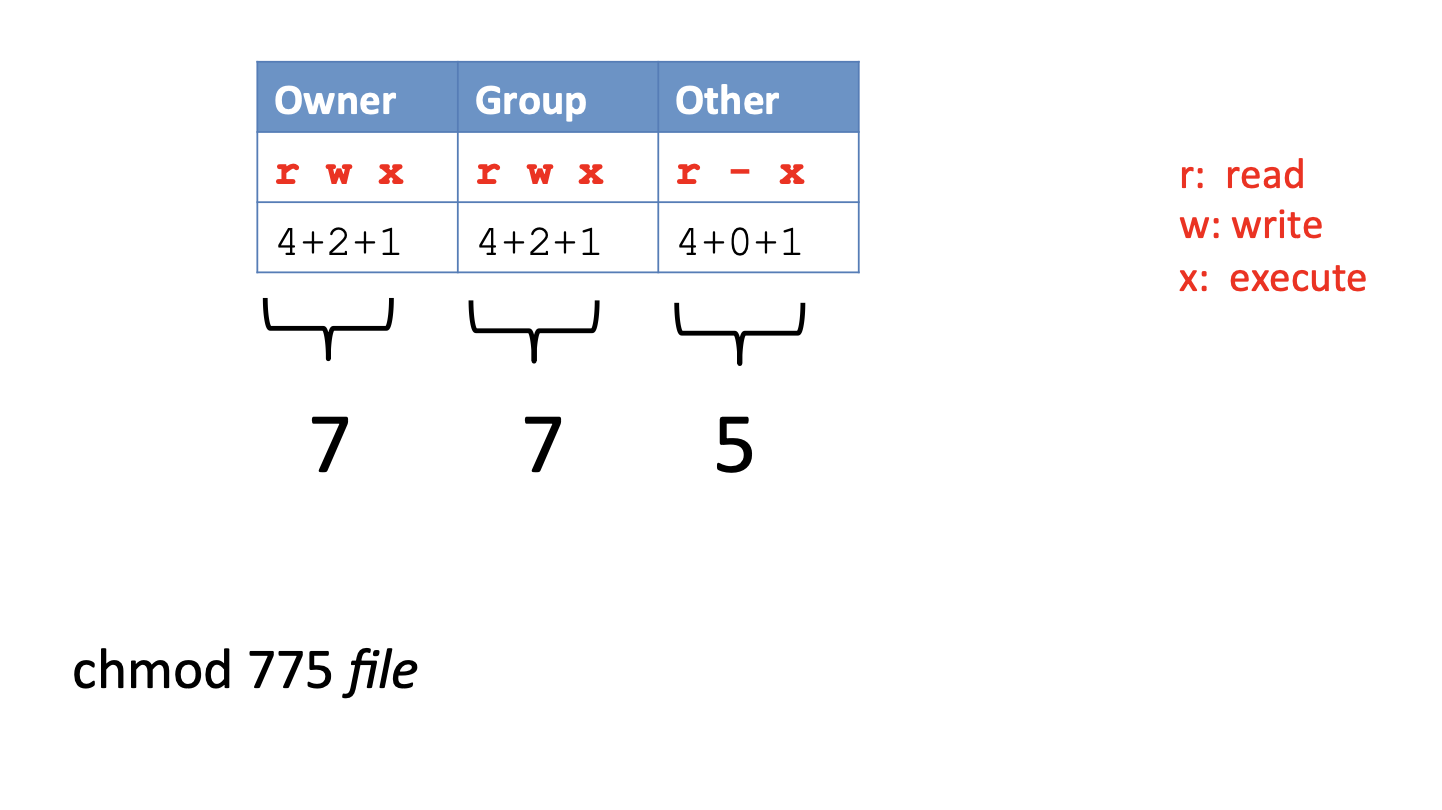 Owner Group Other
r w x r w x r - x
4+2+1 4+2+1 4+0+1
r: read
w: write
x: execute
7 7 5
chmod 775 file